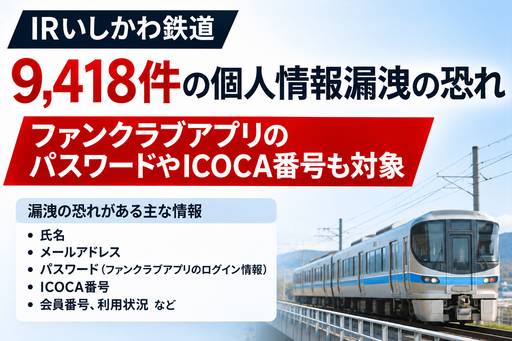 IRいしかわ鉄道
9,418件の個人情報漏洩の恐れ
ファンクラブアプリの
パスワードやICOCA番号も対象
漏洩の恐れがある主な情報
• 氏名
• メールアドレス
• パスワード(ファンクラブアプリのログイン情報)
• ICOCA番号
• 会員番号、利用状況 など